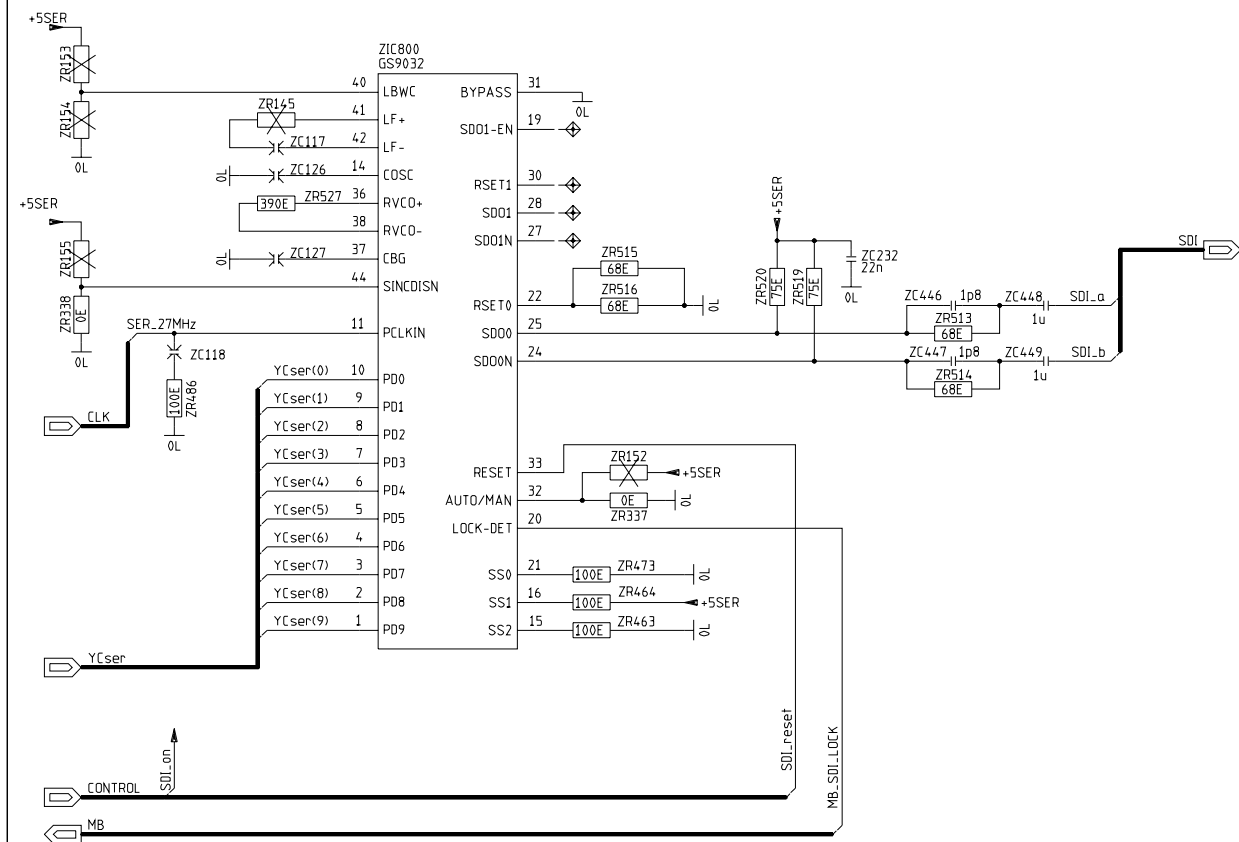 +5SER
ZR153
ZR154
0L
ZIC800
GS9032
40 LBWC
ZR145
41 LF+
ZC117
42 LF-
0L ZC126 14 COSC
390E ZR527 36 RVCO+
38 RVCO-
0L ZC127 37 CBG
44 SINCDISN
+5SER
ZR155
ZR338 0E
0L
SER_27MHz 11 PCLKIN
ZC118
100E ZR486
0L
CLK
YCser(0) 10 PD0
YCser(1) 9 PD1
YCser(2) 8 PD2
YCser(3) 7 PD3
YCser(4) 6 PD4
YCser(5) 5 PD5
YCser(6) 4 PD6
YCser(7) 3 PD7
YCser(8) 2 PD8
YCser(9) 1 PD9
YCser
BYPASS 31
0L
SDO1-EN 19
RSET1 30
SDO1 28
SDO1N 27
ZR515
68E
ZR516
68E
0L
RSET0 22
SDO0 25
SDO0N 24
+5SER
ZR520 75E
ZR519 75E
ZC232
22n
0L
ZC446 1p8
ZR513
68E
ZC448
1u
SDI_a
ZC447 1p8
ZR514
68E
ZC449
1u
SDI_b
SDI
RESET 33
ZR152
+5SER
AUTO/MAN 32
0E
ZR337
0L
LOCK-DET 20
SS0 21 100E ZR473 0L
SS1 16 100E ZR464 +5SER
SS2 15 100E ZR463 0L
SDI_reset
MB_SDI_LOCK
SDI_on
CONTROL
MB